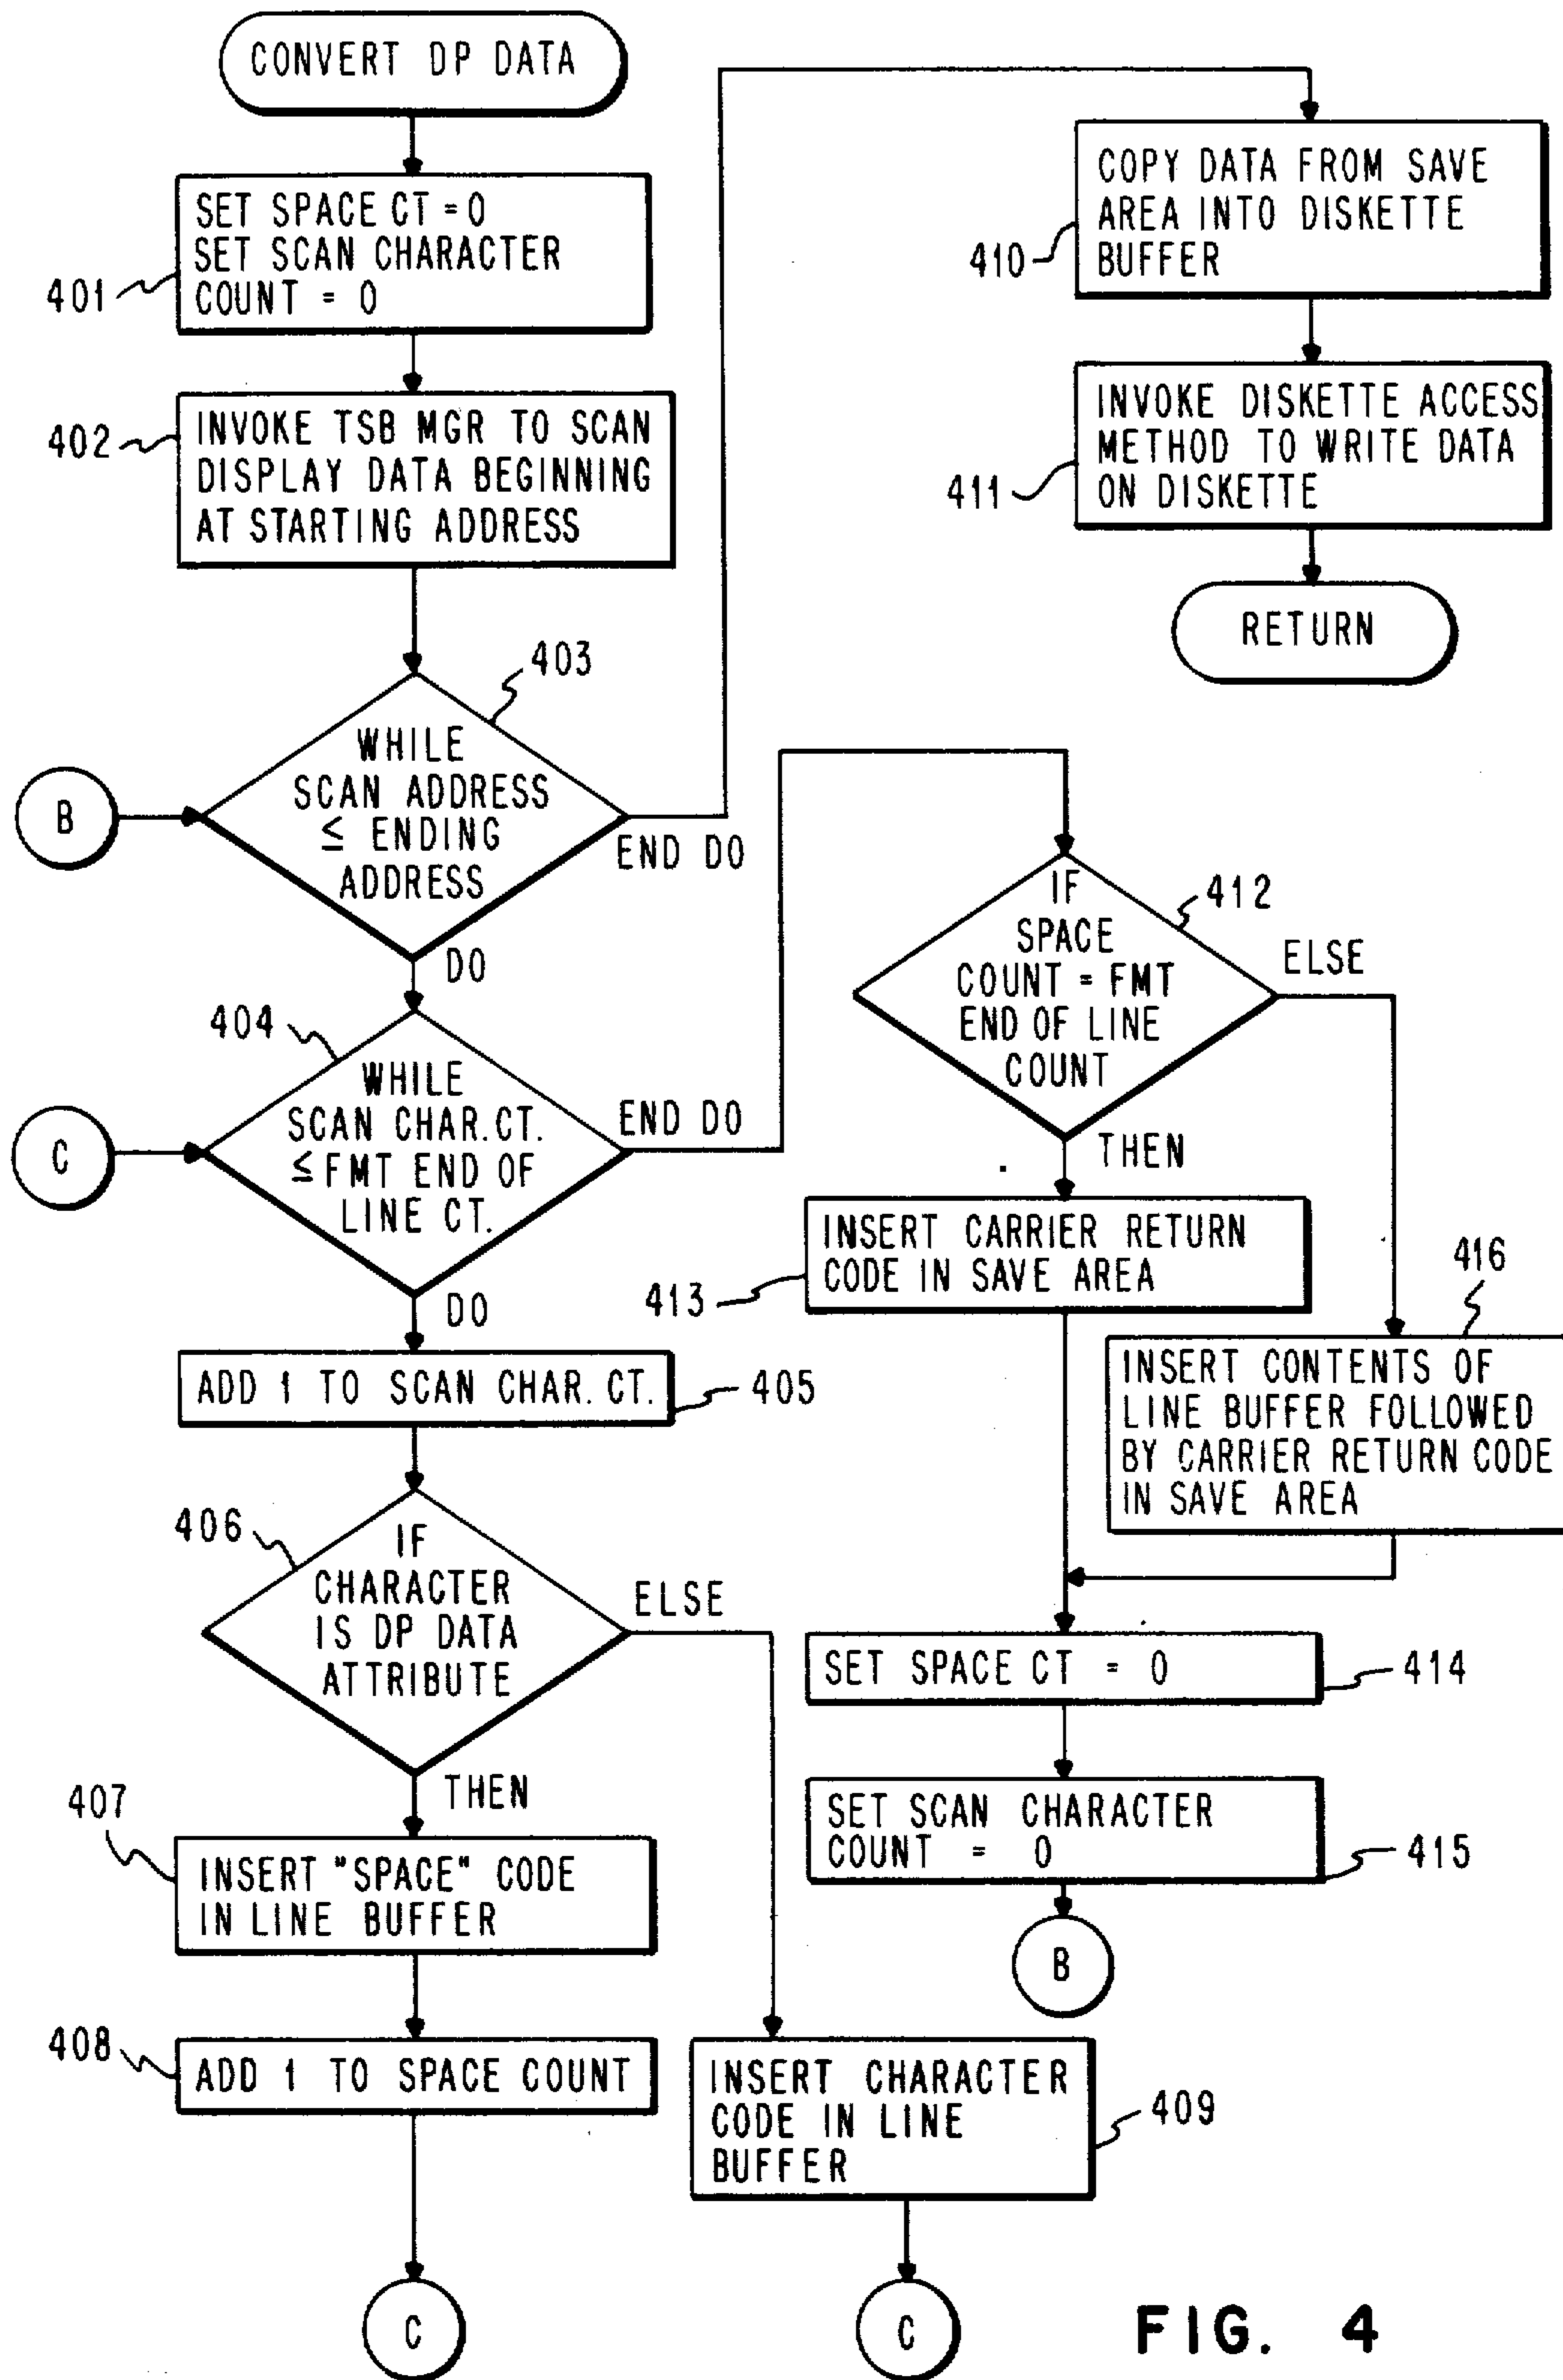 CONVERT DP DATA
SET SPACE CT = 0
SET SCAN CHARACTER
COUNT = 0
401
INVOKE TSB MGR TO SCAN
DISPLAY DATA BEGINNING
AT STARTING ADDRESS
402
403
WHILE
SCAN ADDRESS
≤ ENDING
ADDRESS
B
END DO
DO
404
WHILE
SCAN CHAR. CT.
≤ FMT END OF
LINE CT.
C
END DO
DO
ADD 1 TO SCAN CHAR. CT.
405
406
IF
CHARACTER
IS DP DATA
ATTRIBUTE
ELSE
THEN
407
INSERT "SPACE" CODE
IN LINE BUFFER
408
ADD 1 TO SPACE COUNT
C
INSERT CHARACTER
CODE IN LINE
BUFFER
409
C
COPY DATA FROM SAVE
AREA INTO DISKETTE
BUFFER
410
INVOKE DISKETTE ACCESS
METHOD TO WRITE DATA
ON DISKETTE
411
RETURN
412
IF
SPACE
COUNT = FMT
END OF LINE
COUNT
ELSE
THEN
INSERT CARRIER RETURN
CODE IN SAVE AREA
413
416
INSERT CONTENTS OF
LINE BUFFER FOLLOWED
BY CARRIER RETURN CODE
IN SAVE AREA
SET SPACE CT = 0
414
SET SCAN CHARACTER
COUNT = 0
415
B
FIG. 4